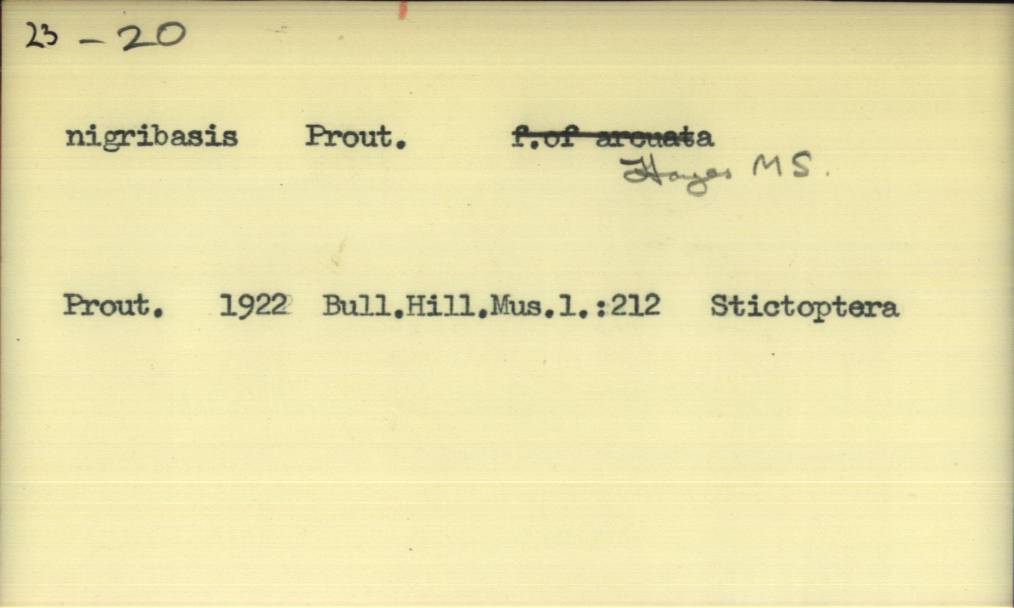 23 - 20
nigribasis Prout. f.of arcuata
Hayes MS.
Prout. 1922 Bull.Hill.Mus.1.:212 Stictoptera